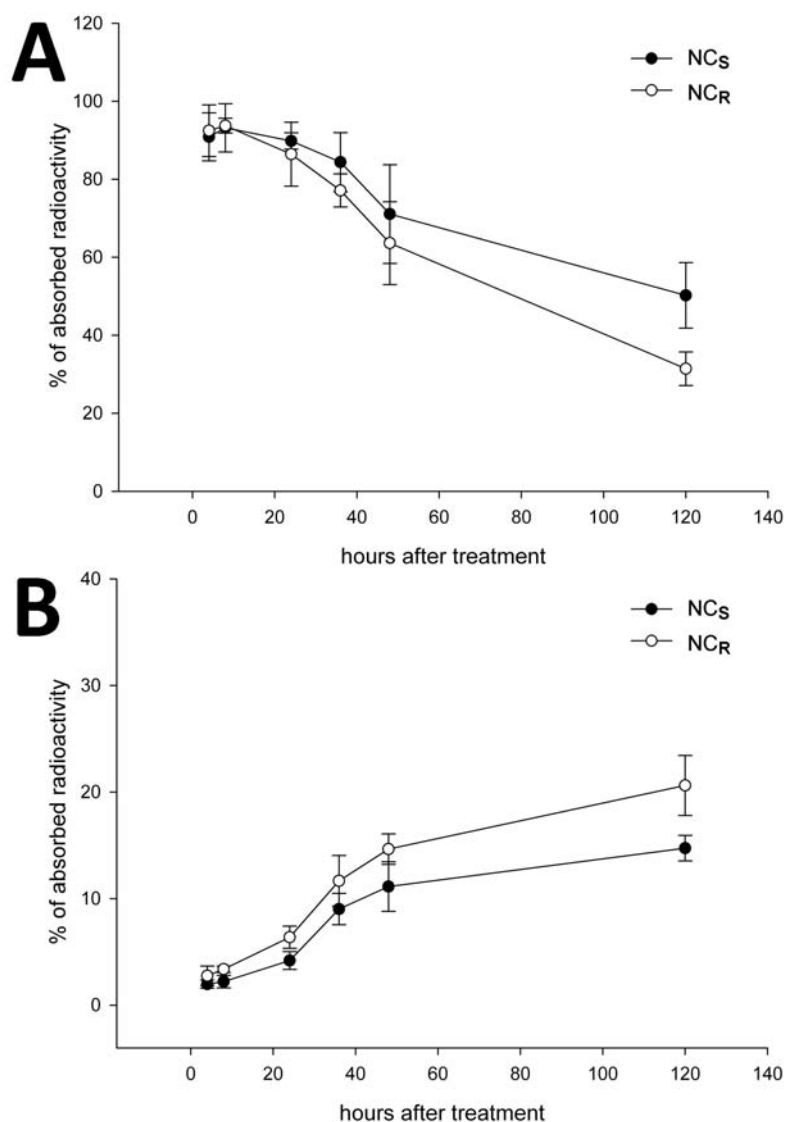 A
120
100
80
60
40
20
0
% of absorbed radioactivity
NCS
NCR
0 20 40 60 80 100 120 140
hours after treatment
B
40
30
20
10
0
% of absorbed radioactivity
NCS
NCR
0 20 40 60 80 100 120 140
hours after treatment